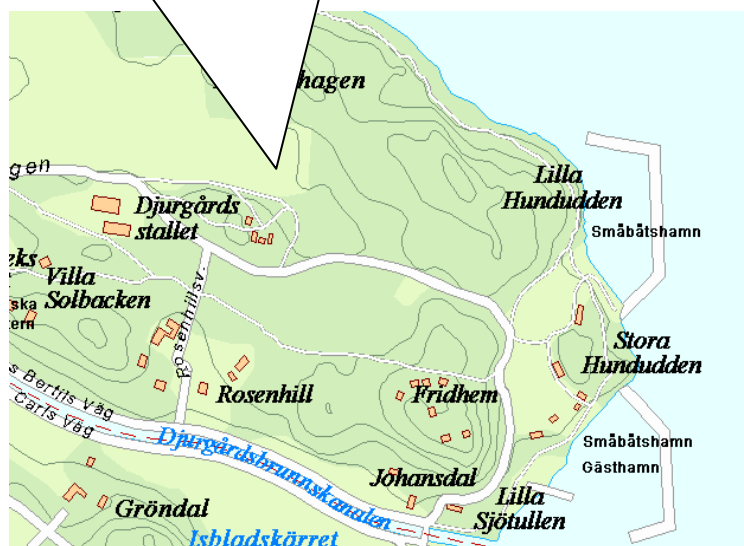 hagen
gen
Lilla
Hundudden
Djurgårds
stallet
Småbåtshamn
eks
Villa
Solbacken
ska
tern
Rosenhillsv.
Stora
Hundudden
s Bertils Väg
Rosenhill
Fridhem
Carls Väg
Djurgårdsbrunnskanalen
Småbåtshamn
Gästhamn
Johansdal
Lilla
Sjötullen
Gröndal
Isbladskärret